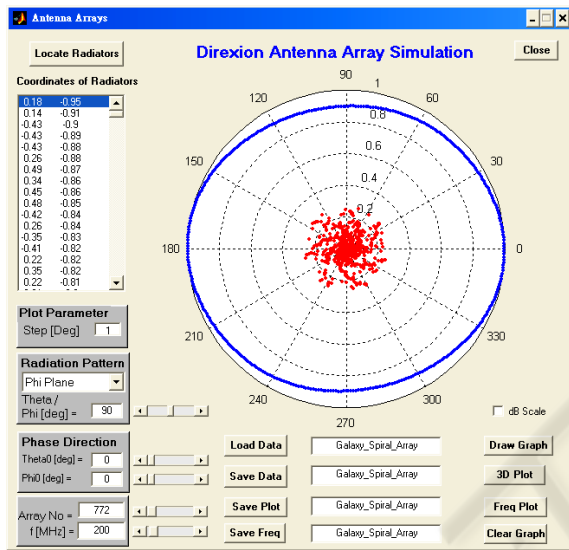 Antenna Arrays
Locate Radiators
Direxion Antenna Array Simulation
Close
Coordinates of Radiators
0.18 -0.95
0.14 -0.91
-0.43 -0.9
-0.43 -0.89
-0.43 -0.88
0.26 -0.88
0.49 -0.87
0.34 -0.86
0.45 -0.86
0.48 -0.85
-0.42 -0.84
0.26 -0.84
-0.35 -0.83
-0.41 -0.82
0.22 -0.82
0.35 -0.82
0.22 -0.81
90
1
120
60
0.8
0.6
150
30
0.4
0.2
180
0
210
330
240
300
270
Plot Parameter
Step [Deg] 1
Radiation Pattern
Phi Plane
Theta /
Phi [deg] = 90
dB Scale
Phase Direction
Theta0 [deg] = 0
Phi0 [deg] = 0
Array No = 772
f [MHz] = 200
Load Data Galaxy_Spiral_Array Draw Graph
Save Data Galaxy_Spiral_Array 3D Plot
Save Plot Galaxy_Spiral_Array Freq Plot
Save Freq Galaxy_Spiral_Array Clear Graph